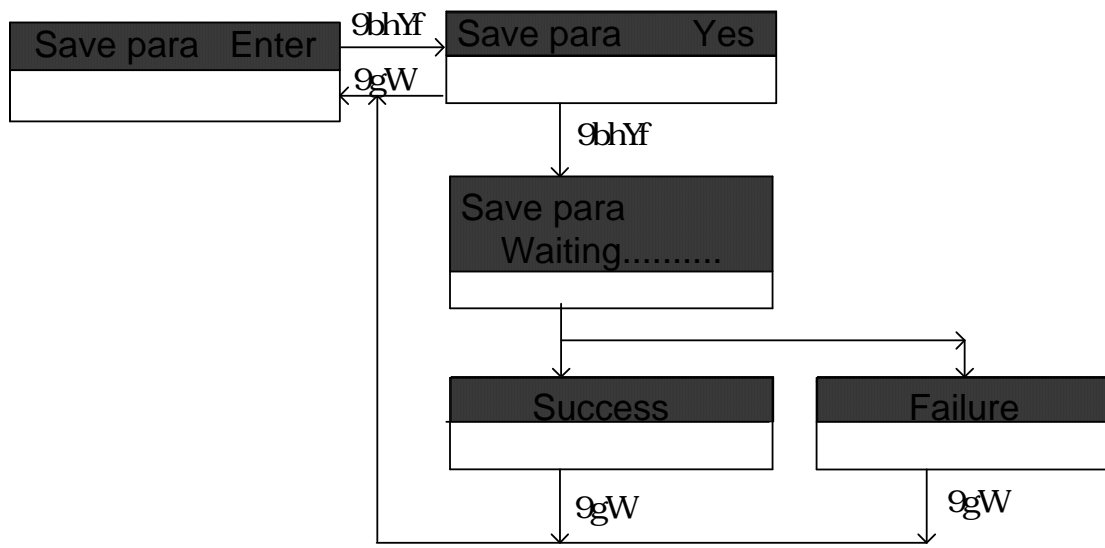 Save para Enter
9bhYf
Save para Yes
9gW
9bhYf
Save para
Waiting..........
Success
Failure
9gW
9gW